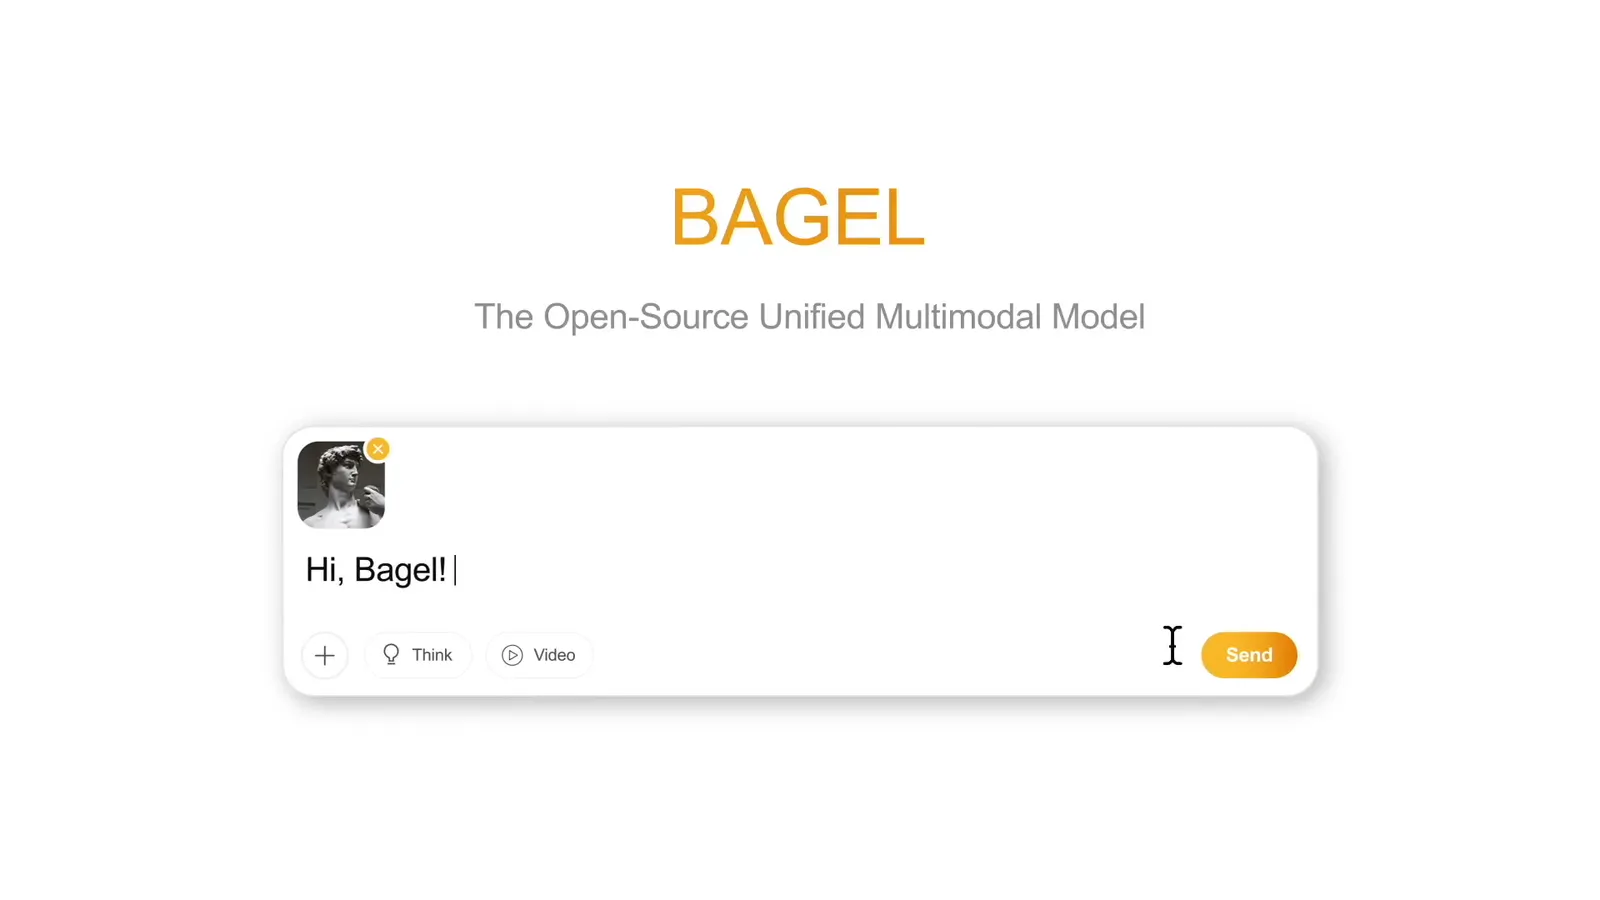 BAGEL
The Open-Source Unified Multimodal Model
Hi, Bagel!
Think
Video
Send